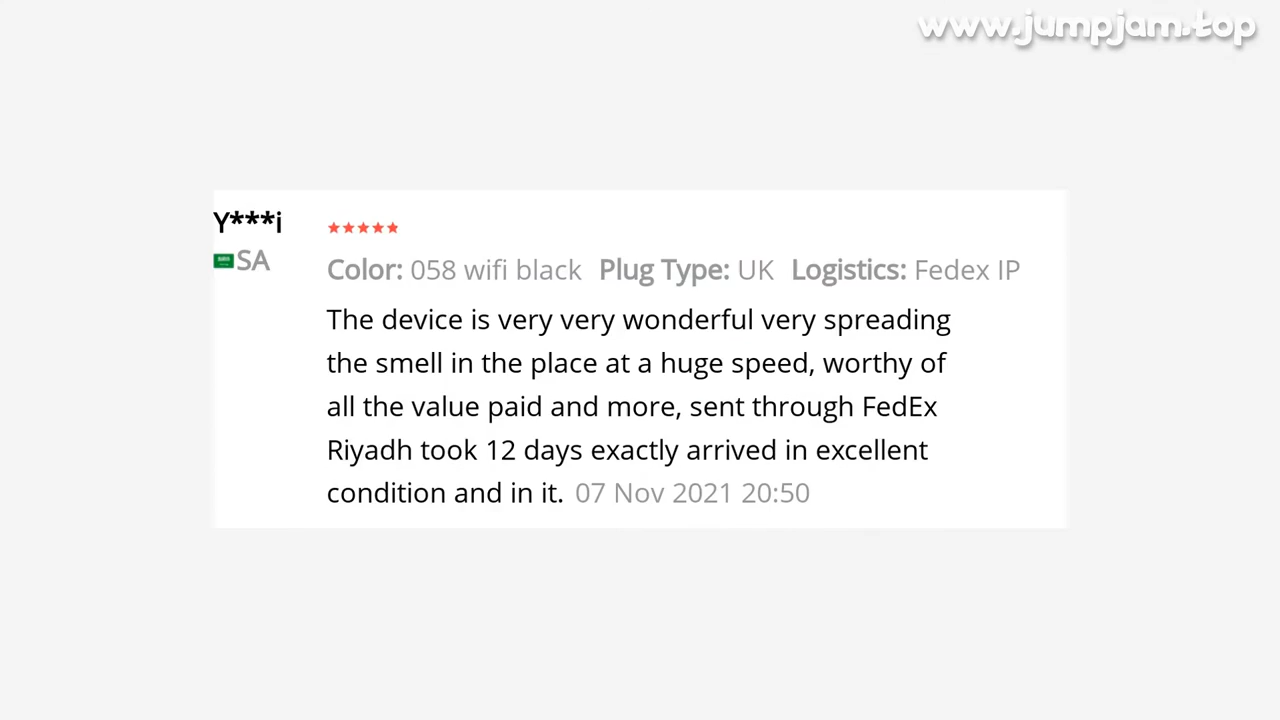 www.jumpjam.top
Y***i
SA
Color: 058 wifi black Plug Type: UK Logistics: Fedex IP
The device is very very wonderful very spreading
the smell in the place at a huge speed, worthy of
all the value paid and more, sent through FedEx
Riyadh took 12 days exactly arrived in excellent
condition and in it. 07 Nov 2021 20:50